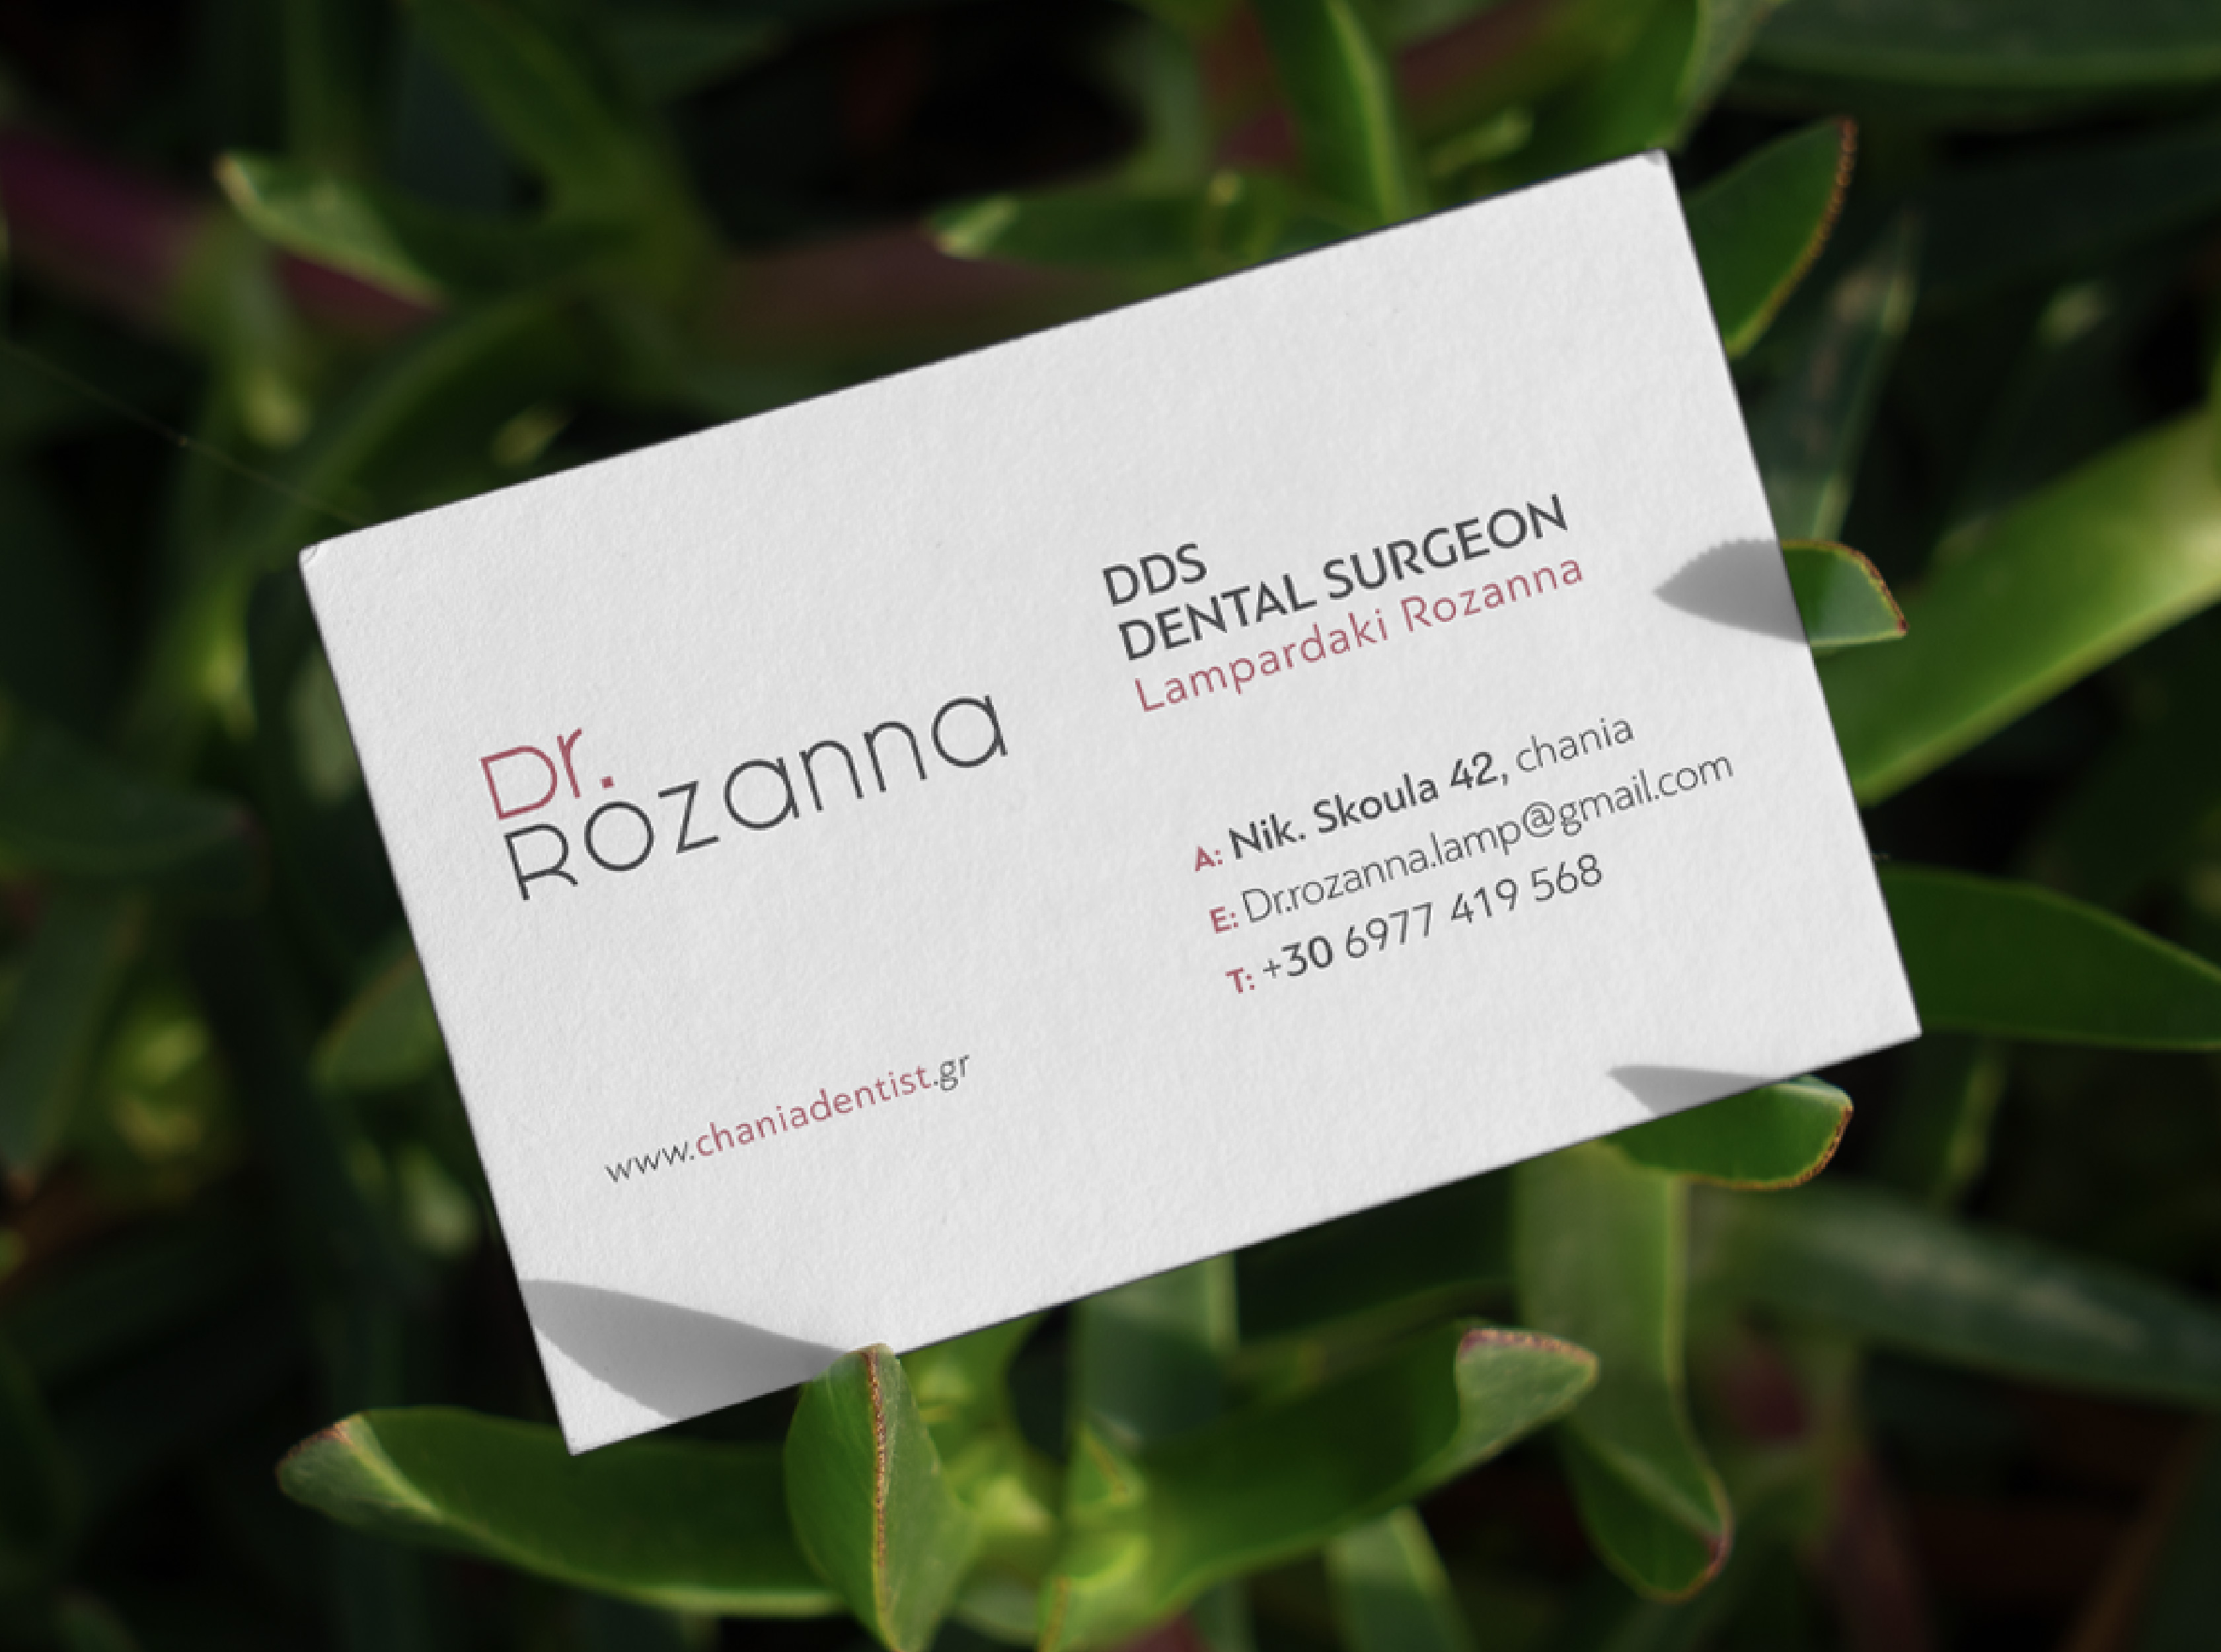 Dr.
Rozanna
www.chaniadentist.gr
DDS
DENTAL SURGEON
Lampardaki Rozanna
A: Nik. Skoula 42, chania
E: Dr.rozanna.lamp@gmail.com
T: +30 6977 419 568